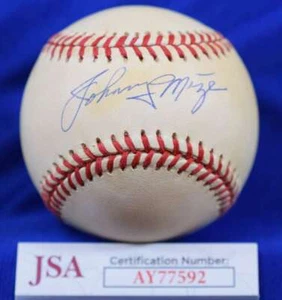 Johnny Mize
JSA
Certification Number
AY77592